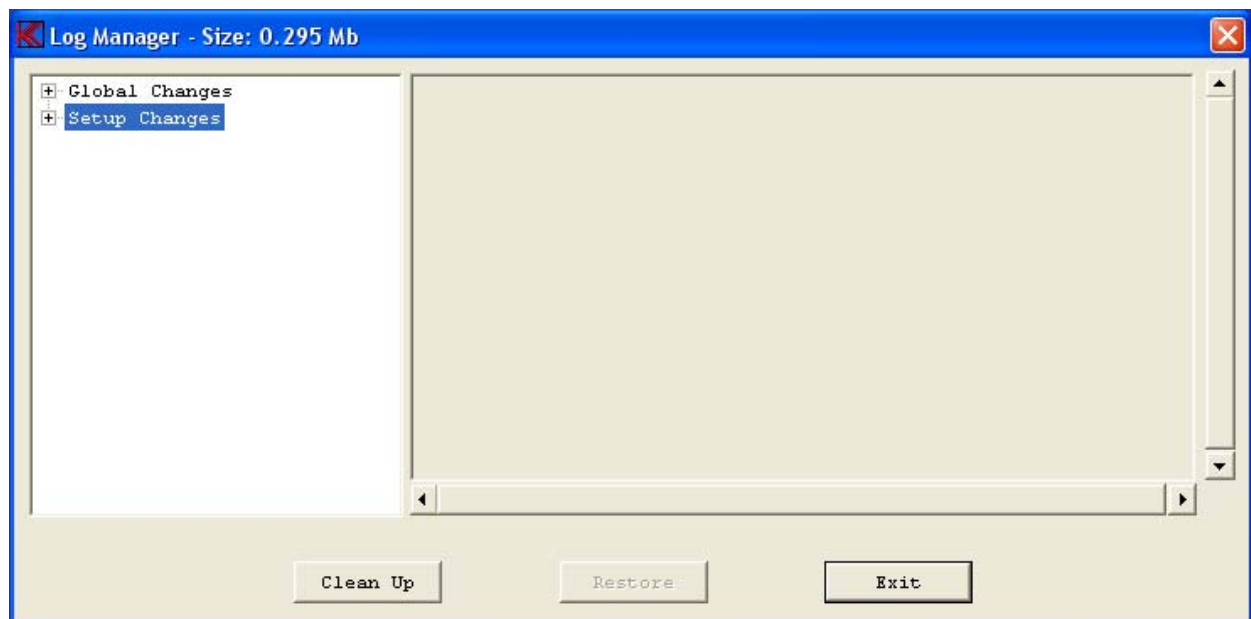 Log Manager - Size: 0.295 Mb
Global Changes
Setup Changes
Clean Up Restore Exit